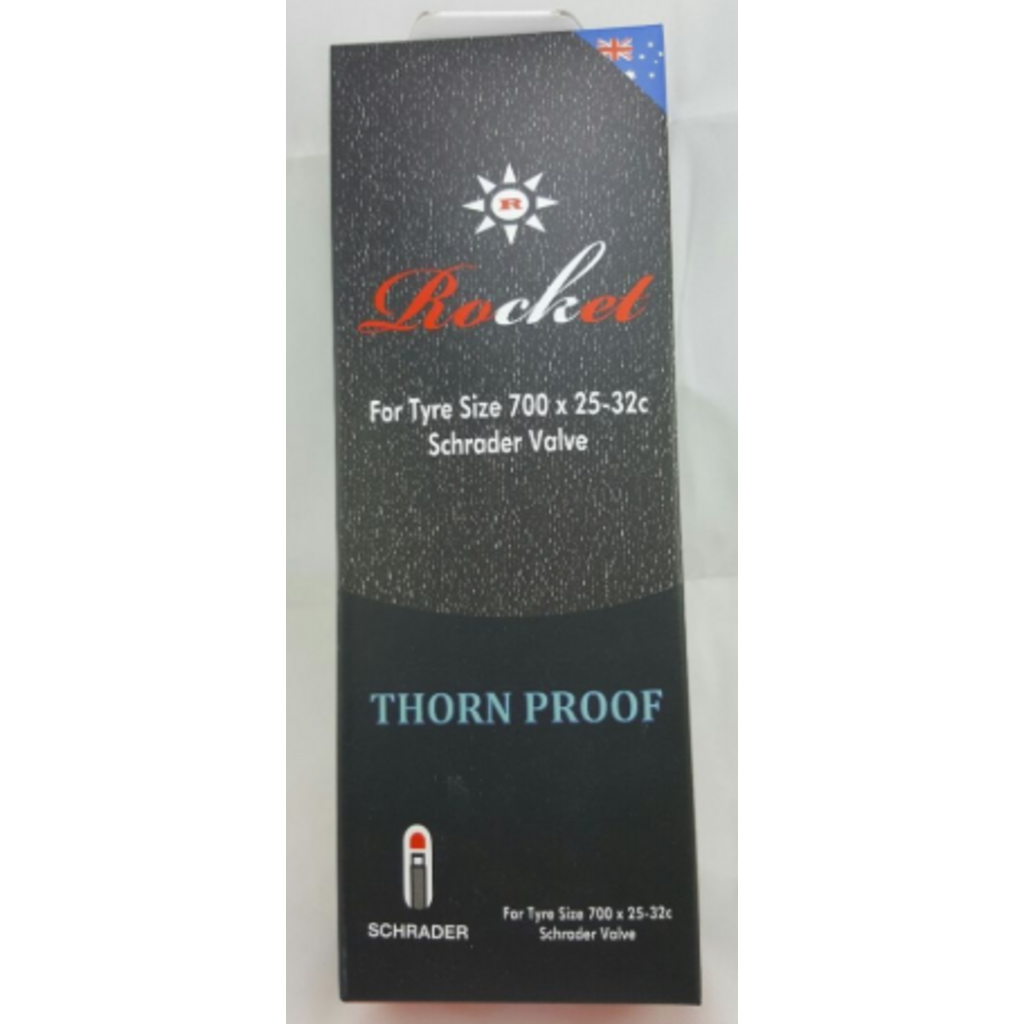 R
Rocket
For Tyre Size 700 x 25-32c
Schrader Valve
THORN PROOF
SCHRADER
For Tyre Size 700 x 25-32c
Schrader Valve